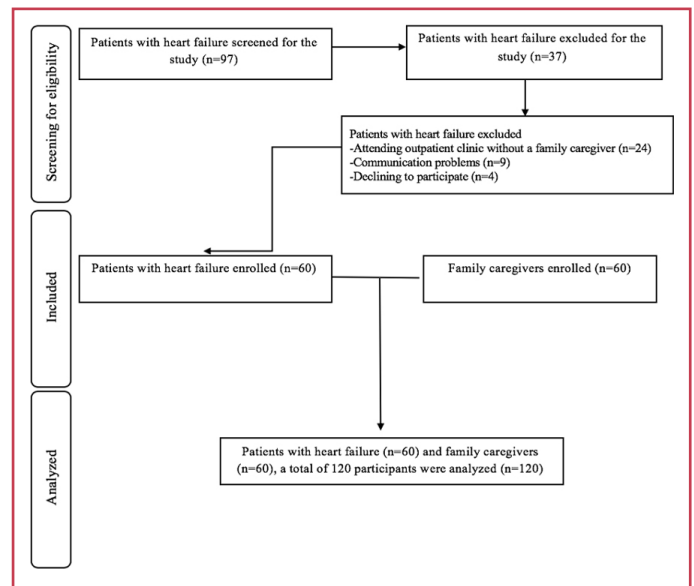 Screening for eligibility
Patients with heart failure screened for the
study (n=97)
Patients with heart failure excluded for the
study (n=37)
Patients with heart failure excluded
-Attending outpatient clinic without a family caregiver (n=24)
-Communication problems (n=9)
-Declining to participate (n=4)
Included
Patients with heart failure enrolled (n=60)
Family caregivers enrolled (n=60)
Analyzed
Patients with heart failure (n=60) and family caregivers
(n=60), a total of 120 participants were analyzed (n=120)